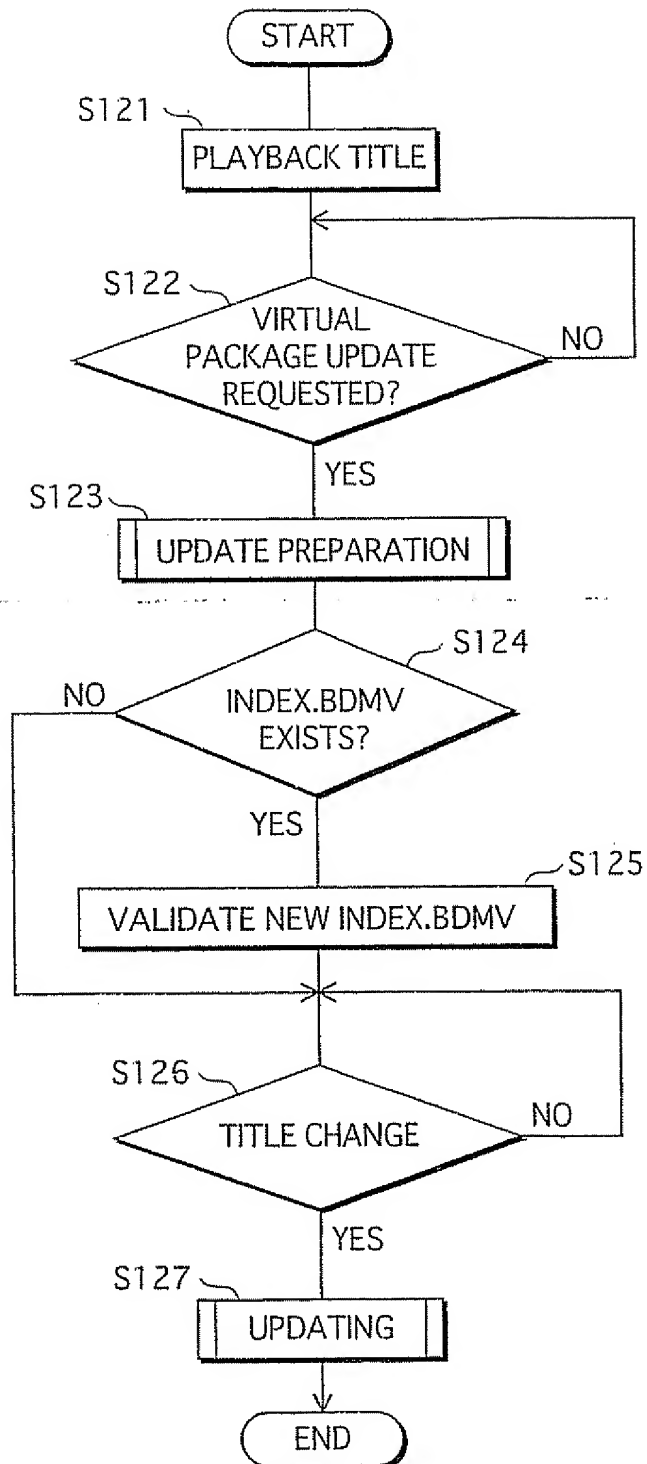 START
S121
PLAYBACK TITLE
S122
VIRTUAL
PACKAGE UPDATE
REQUESTED?
NO
YES
S123
UPDATE PREPARATION
S124
NO
INDEX.BDMV
EXISTS?
YES
S125
VALIDATE NEW INDEX.BDMV
S126
TITLE CHANGE
NO
YES
S127
UPDATING
END